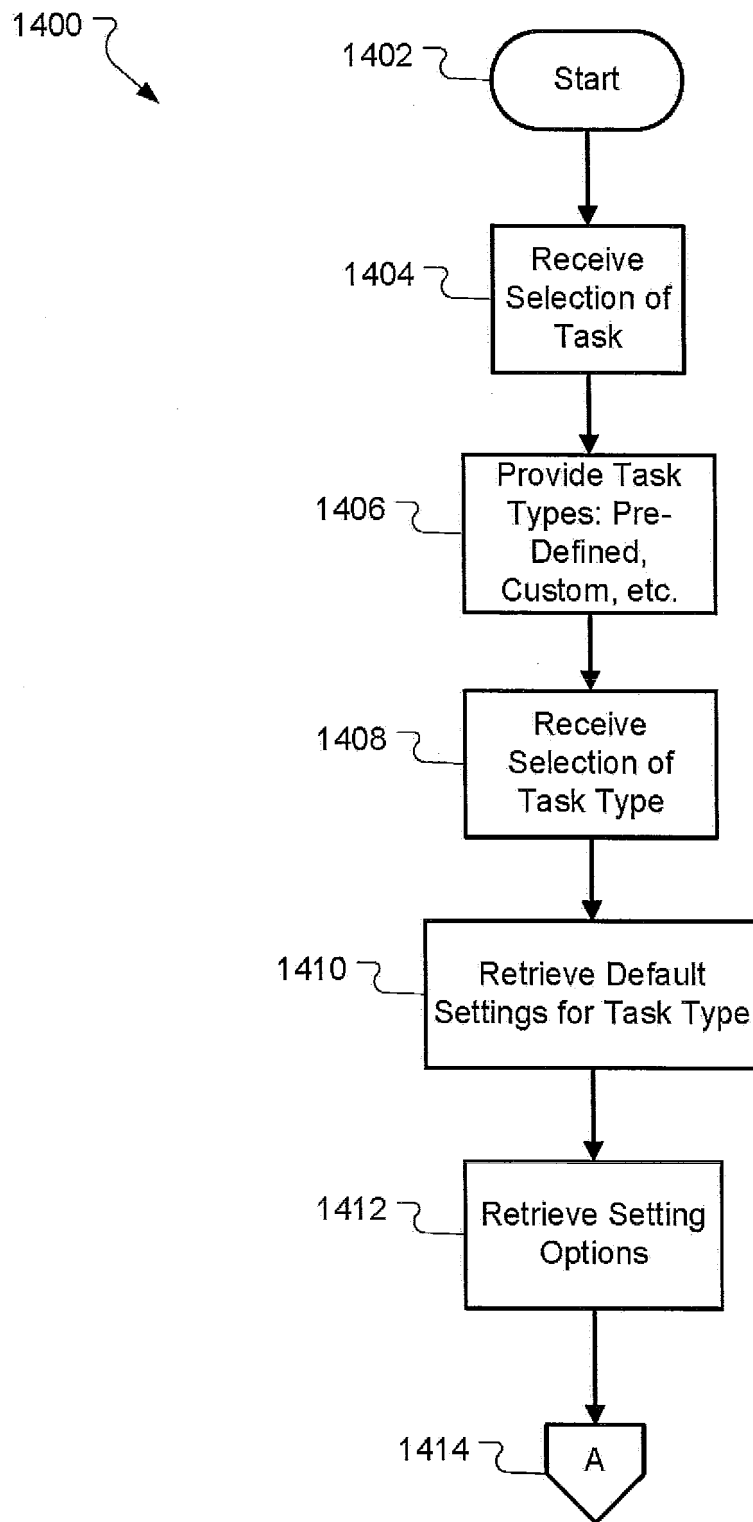 1400
1402
Start
1404
Receive
Selection of
Task
1406
Provide Task
Types: Pre-
Defined,
Custom, etc.
1408
Receive
Selection of
Task Type
1410
Retrieve Default
Settings for Task Type
1412
Retrieve Setting
Options
1414
A